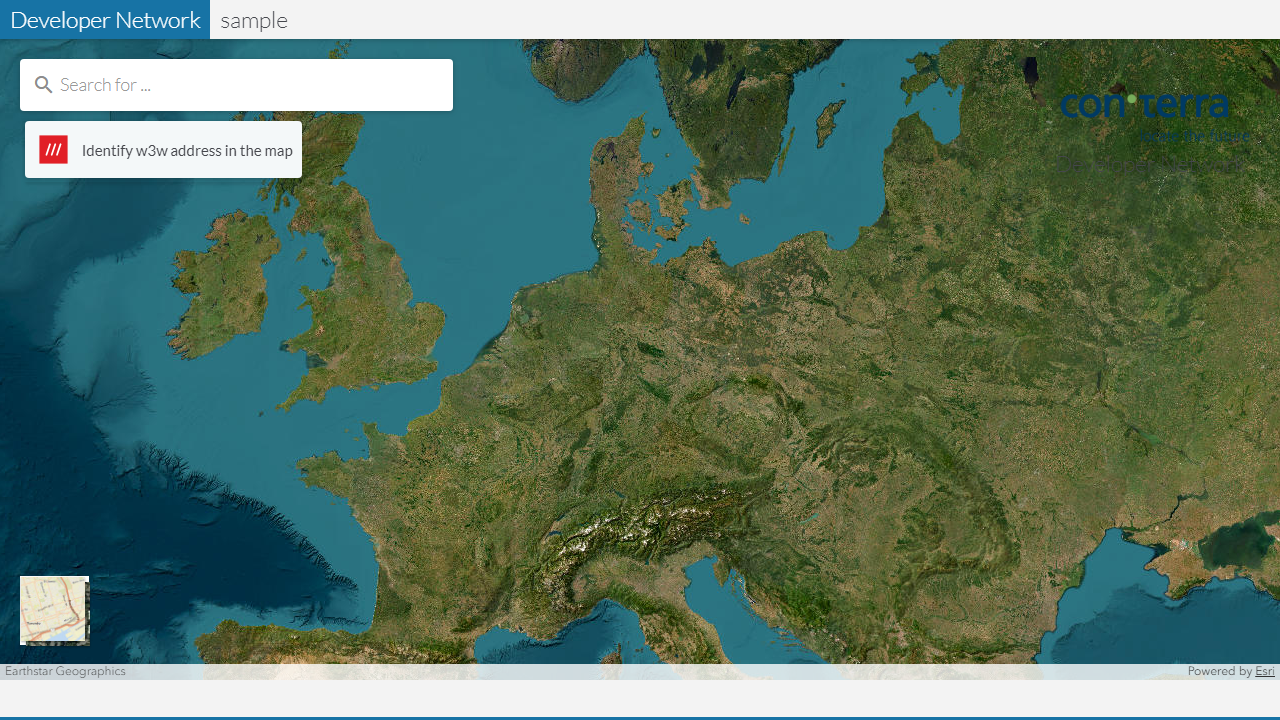 Developer Network
sample
Search for ...
con terra
Identify w3w address in the map
Earthstar Geographics
Powered by Esri